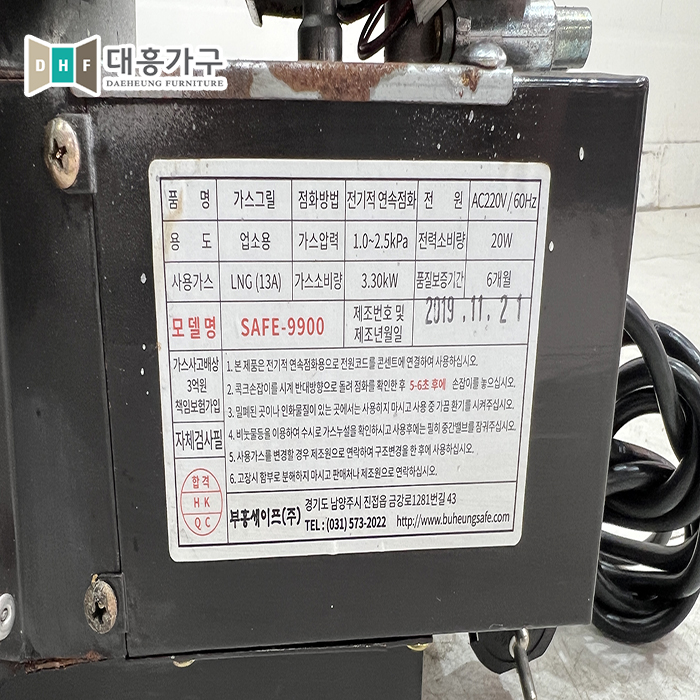 DHF 대흥가구
DAEHEUNG FURNITURE
품 명 가스그릴 점화방법 전기적 연속점화 전 원 AC220V / 60Hz
용 도 업소용 가스압력 1.0~2.5kPa 전력소비량 20W
사용가스 LNG (13A) 가스소비량 3.30kW 품질보증기간 6개월
모델명 SAFE-9900 제조번호 및 제조년월일 2019.11.21
가스사고배상
3억원
책임보험가입
자체검사필
합격
HK
QC
1. 본 제품은 전기적 연속점화용으로 전원코드를 콘센트에 연결하여 사용하십시오.
2. 콕크손잡이를 시계 반대방향으로 돌려 점화를 확인한 후 5-6초 후에 손잡이를 놓으십시오.
3. 밀폐된 곳이나 인화물질이 있는 곳에서는 사용하지 마시고 사용 중 가끔 환기를 시켜주십시오.
4. 비눗물등을 이용하여 수시로 가스누설을 확인하시고 사용후에는 필히 중간밸브를 잠궈주십시오.
5. 사용가스를 변경할 경우 제조원으로 연락하여 구조변경을 한 후에 사용하십시오.
6. 고장시 함부로 분해하지 마시고 판매처나 제조원으로 연락하십시오.
부흥세이프(주) 경기도 남양주시 진접읍 금강로1281번길 43
TEL : (031) 573-2022 http://www.buheungsafe.com